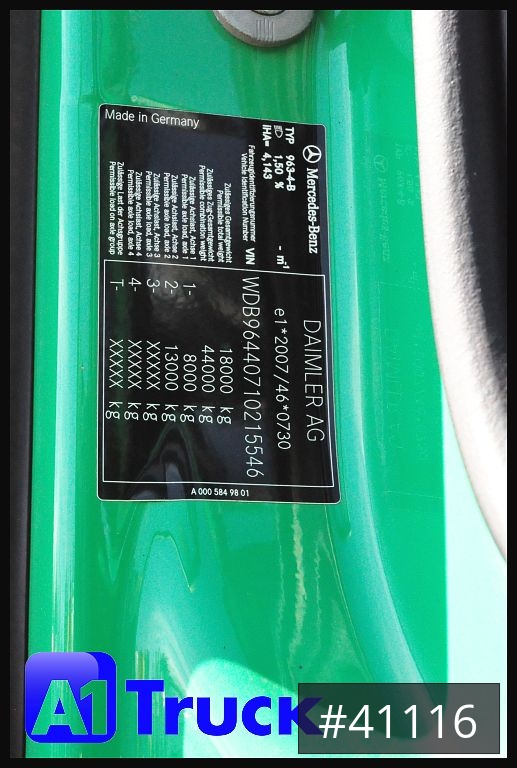 Mercedes-Benz
TYP 963-4-B
1,50 % - m-1
IHA= 4,143
Fahrzeugidentifizierungsnummer
Vehicle Identification Number VIN
DAIMLER AG
e1*2007/46*0730
WDB96440710215546
Zulässiges Gesamtgewicht
Permissible total weight
18000 kg
Zulässiges Zug-Gesamtgewicht
Permissible combination weight
44000 kg
Zulässige Achslast, Achse 1
Permissible axle load, axle 1
1- 8000 kg
Zulässige Achslast, Achse 2
Permissible axle load, axle 2
2- 13000 kg
Zulässige Achslast, Achse 3
Permissible axle load, axle 3
3- XXXXX kg
Zulässige Achslast, Achse 4
Permissible axle load, axle 4
4- XXXXX kg
Zulässige Last der Achsgruppe
Permissible load on axle group
T- XXXXX kg
Made in Germany
A 000 584 98 01
A1 Truck
#41116